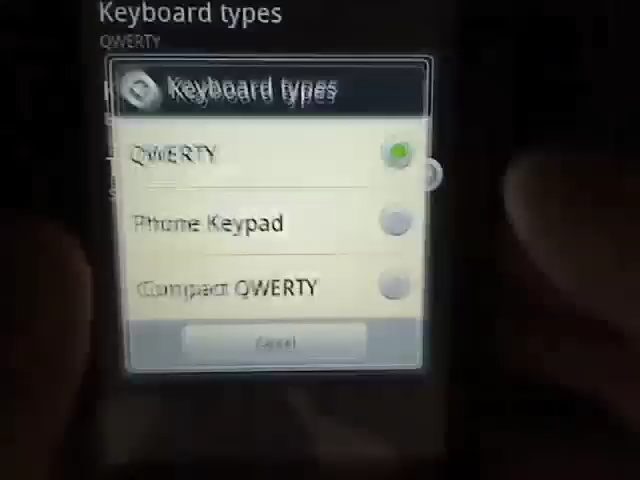 Keyboard types
QWERTY
Keyboard types
QWERTY
Phone Keypad
Compact QWERTY
Cancel